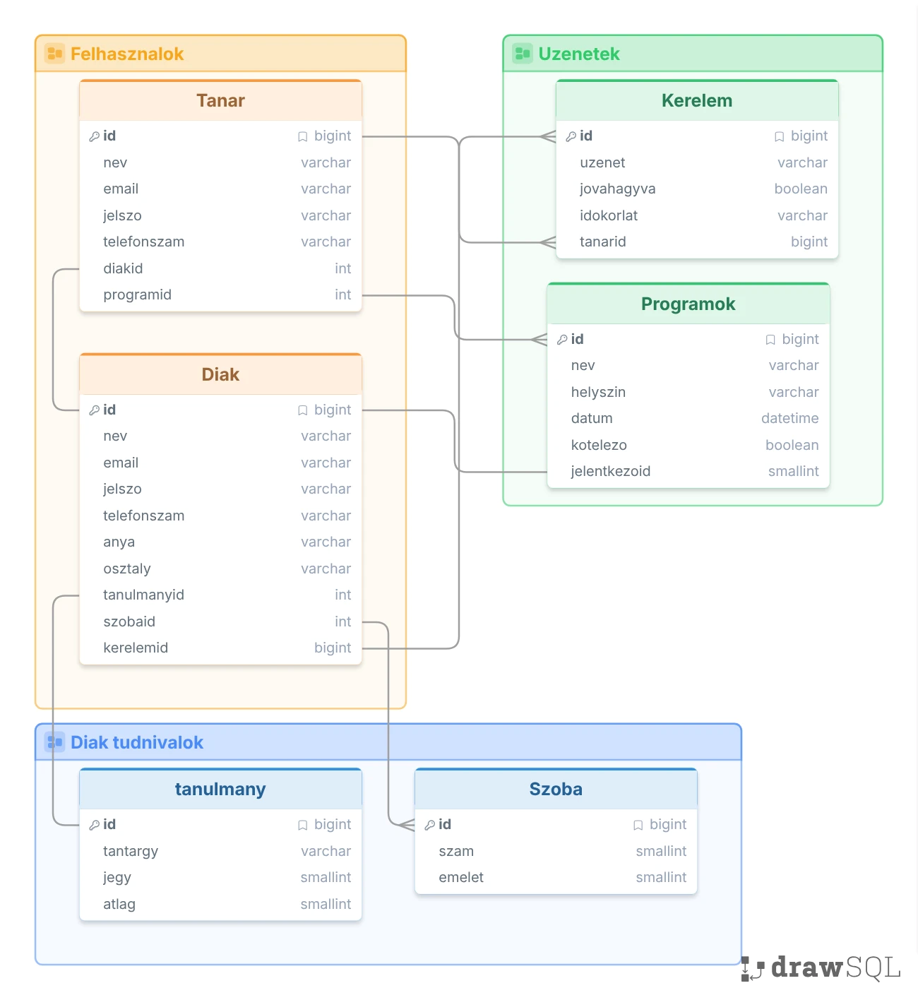 Felhasznalok
Tanar
id bigint
nev varchar
email varchar
jelszo varchar
telefonszam varchar
diakid int
programid int
Diak
id bigint
nev varchar
email varchar
jelszo varchar
telefonszam varchar
anya varchar
osztaly varchar
tanulmanyid int
szobaid int
kerelemid bigint
Uzenetek
Kerelem
id bigint
uzenet varchar
jovahagyva boolean
idokorlat varchar
tanarid bigint
Programok
id bigint
nev varchar
helyszin varchar
datum datetime
kotelezo boolean
jelentkezoid smallint
Diak tudnivalok
tanulmany
id bigint
tantargy varchar
jegy smallint
atlag smallint
Szoba
id bigint
szam smallint
emelet smallint
drawSQL